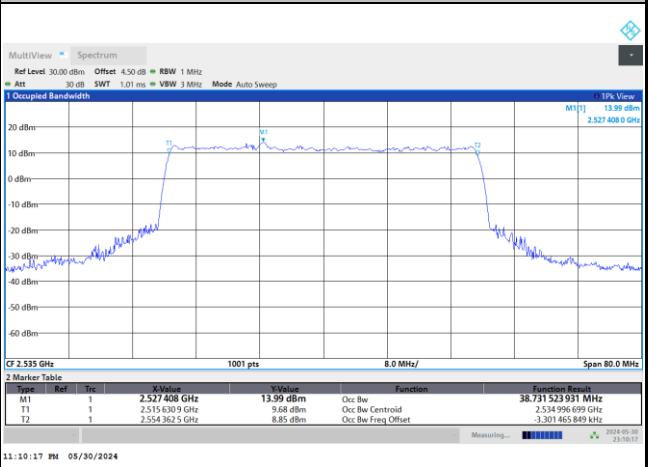 MultiView Spectrum
Ref Level 30.00 dBm Offset 4.50 dB RBW 1 MHz
Att 30 dB SWT 1.01 ms VBW 3 MHz Mode Auto Sweep
1 Occupied Bandwidth 1Pk View
M1[1] 13.99 dBm
2.527 408 0 GHz
M1
20 dBm
T1 T2
10 dBm
0 dBm
-10 dBm
-20 dBm
-30 dBm
-40 dBm
-50 dBm
-60 dBm
CF 2.535 GHz 1001 pts 8.0 MHz/ Span 80.0 MHz
2 Marker Table
Type Ref Trc X-Value Y-Value Function Function Result
M1 1 2.527 408 GHz 13.99 dBm Occ Bw 38.731 523 931 MHz
T1 1 2.515 630 9 GHz 9.68 dBm Occ Bw Centroid 2.534 996 699 GHz
T2 1 2.554 362 5 GHz 8.85 dBm Occ Bw Freq Offset -3.301 465 849 kHz
Measuring... 2024-05-30
23:10:17
11:10:17 PM 05/30/2024